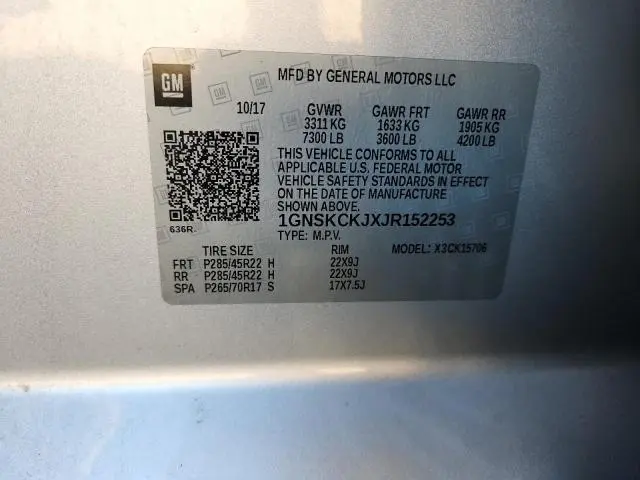 GM
MFD BY GENERAL MOTORS LLC
10/17 GVWR GAWR FRT GAWR RR
3311 KG 1633 KG 1905 KG
7300 LB 3600 LB 4200 LB
THIS VEHICLE CONFORMS TO ALL
APPLICABLE U.S. FEDERAL MOTOR
VEHICLE SAFETY STANDARDS IN EFFECT
ON THE DATE OF MANUFACTURE
SHOWN ABOVE.
1GNSKCKJXJR152253
636R.
TYPE: M.P.V. MODEL: X3CK15706
TIRE SIZE RIM
FRT P285/45R22 H 22X9J
RR P285/45R22 H 22X9J
SPA P265/70R17 S 17X7.5J